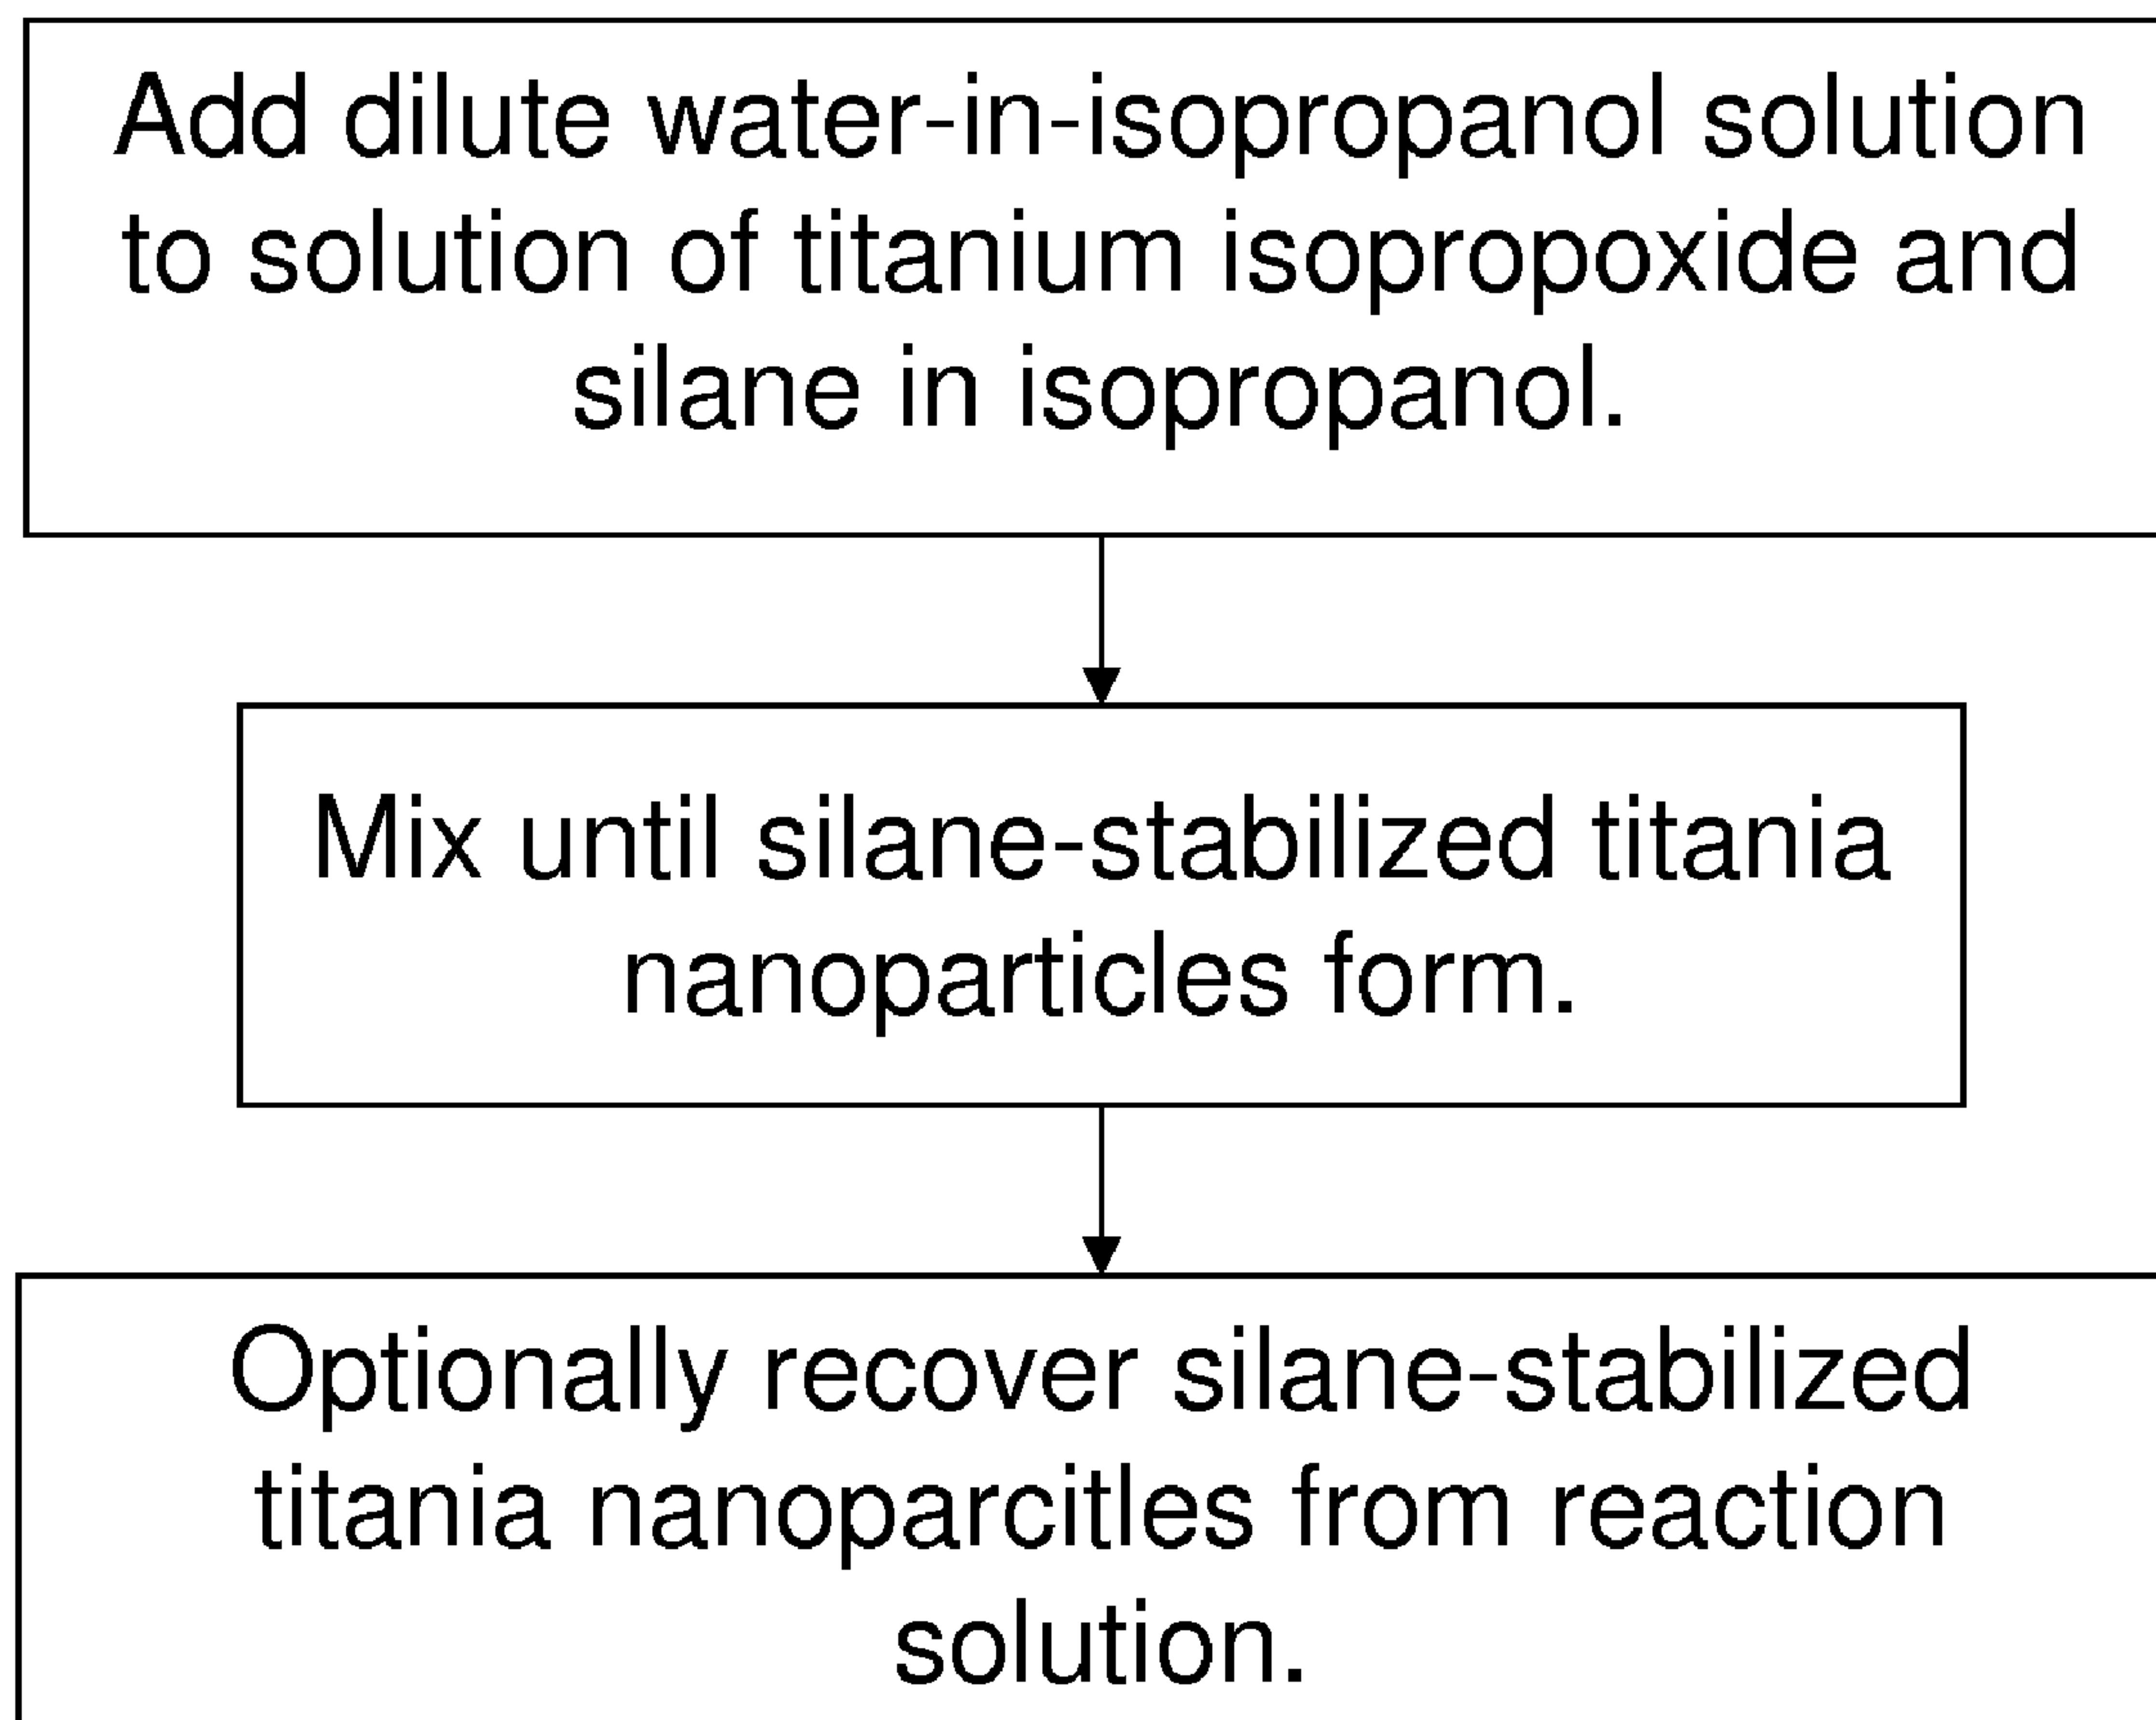 Add dilute water-in-isopropanol solution
to solution of titanium isopropoxide and
silane in isopropanol.
Mix until silane-stabilized titania
nanoparticles form.
Optionally recover silane-stabilized
titania nanoparcitles from reaction
solution.